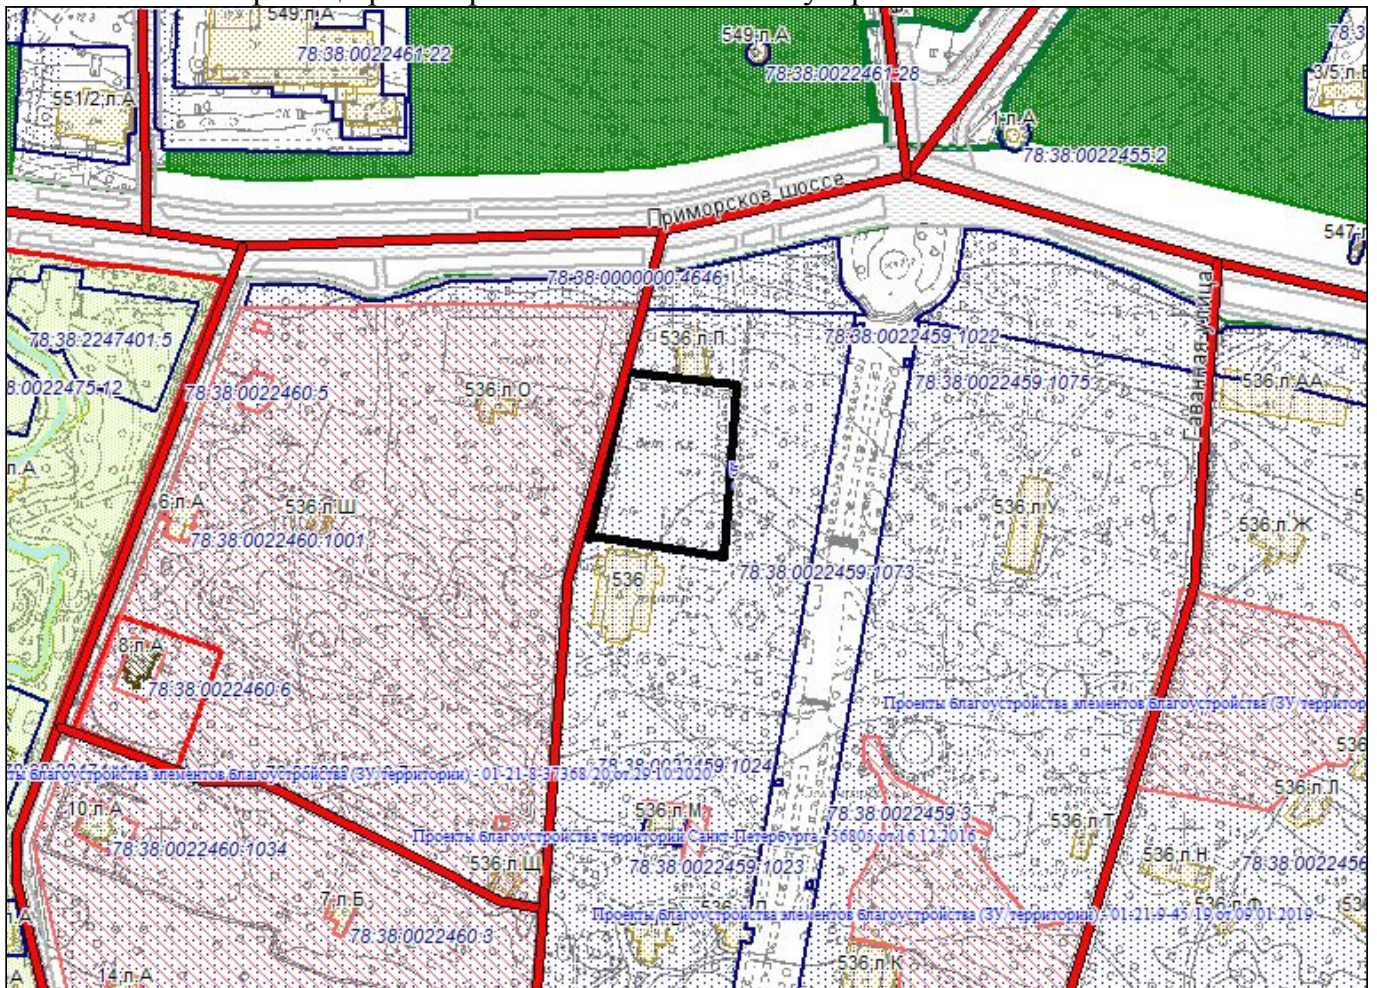 549 л.А
78:38:0022461:22
549 л.А
78:38:0022461:28
551/2 л.А
1 л.А
78:38:0022455:2
Приморское шоссе
547
78:38:0000000:4646
78:38:2247401:5
536 л.П
78:38:0022459:1022
Гаванная улица
8:0022475:12
78:38:0022460:5
536 л.О
78:38:0022459:1075
536 л.АА
дет. пл.
л.А
6 л.А
536 л.Ш
536 л.У
536 л.Ж
78:38:0022460:1001
536
78:38:0022459:1073
8 л.А
78:38:0022460:6
Проекты благоустройства элементов благоустройства (ЗУ/территор
78:38:0022459:1024
ты благоустройства элементов благоустройства (ЗУ/территории) - 01-21-8-37368/20 от 29.10.2020
536 л.Л
10 л.А
536 л.М
78:38:0022459:3
536 л.Т
Проекты благоустройства территорий Санкт-Петербурга - 56803 от 16.12.2016
78:38:0022460:1034
536 л.Щ
78:38:0022459:1023
536 л.Н
78:38:0022456
7 л.Б
Проекты благоустройства элементов благоустройства (ЗУ/территории) - 01-21-9-45/19 от 09.01.2019
78:38:0022460:3
536 л.К
14 л.А